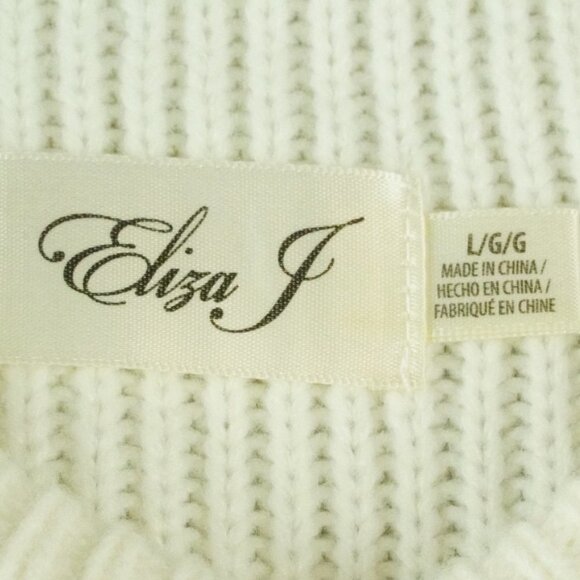 Eliza J
L/G/G
MADE IN CHINA /
HECHO EN CHINA /
FABRIQUÉ EN CHINE